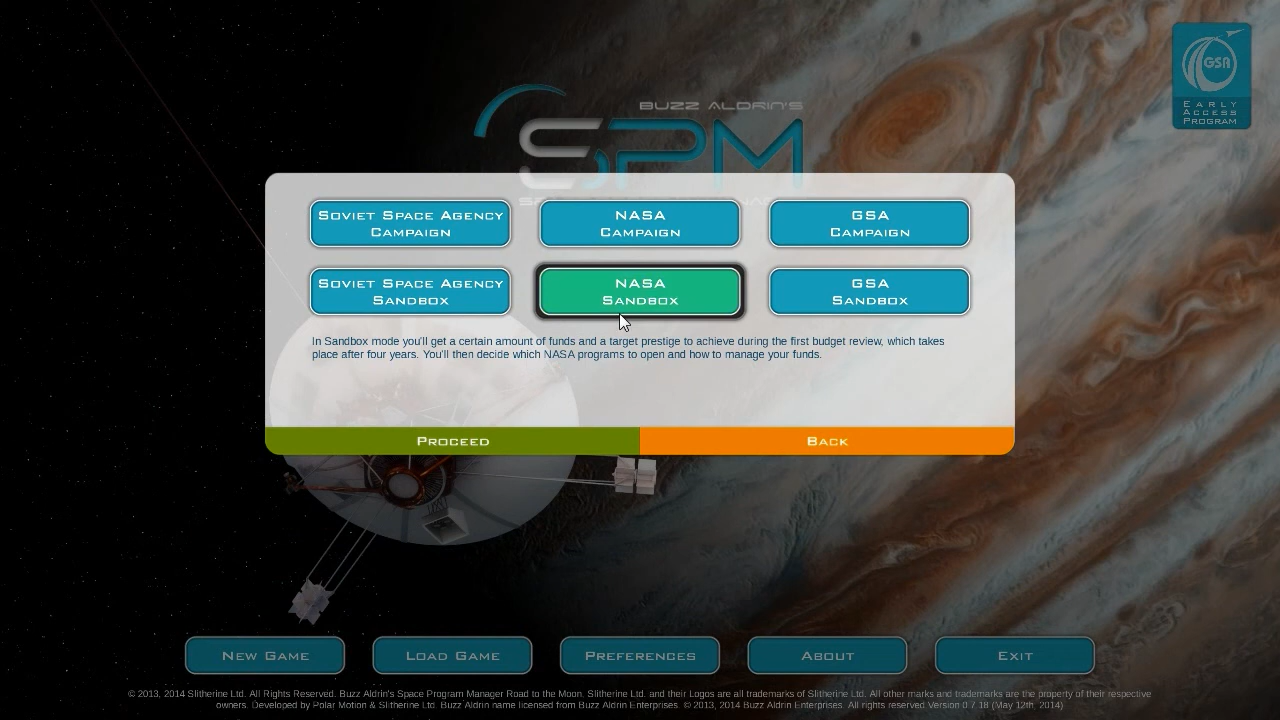 BUZZ ALDRIN'S
SPM
GSA
EARLY
ACCESS
PROGRAM
SOVIET SPACE AGENCY
CAMPAIGN
NASA
CAMPAIGN
GSA
CAMPAIGN
SOVIET SPACE AGENCY
SANDBOX
NASA
SANDBOX
GSA
SANDBOX
In Sandbox mode you'll get a certain amount of funds and a target prestige to achieve during the first budget review, which takes
place after four years. You'll then decide which NASA programs to open and how to manage your funds.
PROCEED
BACK
NEW GAME
LOAD GAME
PREFERENCES
ABOUT
EXIT
© 2013, 2014 Slitherine Ltd. All Rights Reserved. Buzz Aldrin's Space Program Manager Road to the Moon, Slitherine Ltd. and their Logos are all trademarks of Slitherine Ltd. All other marks and trademarks are the property of their respective
owners. Developed by Polar Motion & Slitherine Ltd. Buzz Aldrin name licensed from Buzz Aldrin Enterprises. © 2013, 2014 Buzz Aldrin Enterprises. All rights reserved.Version 0.7.18 (May 12th, 2014)